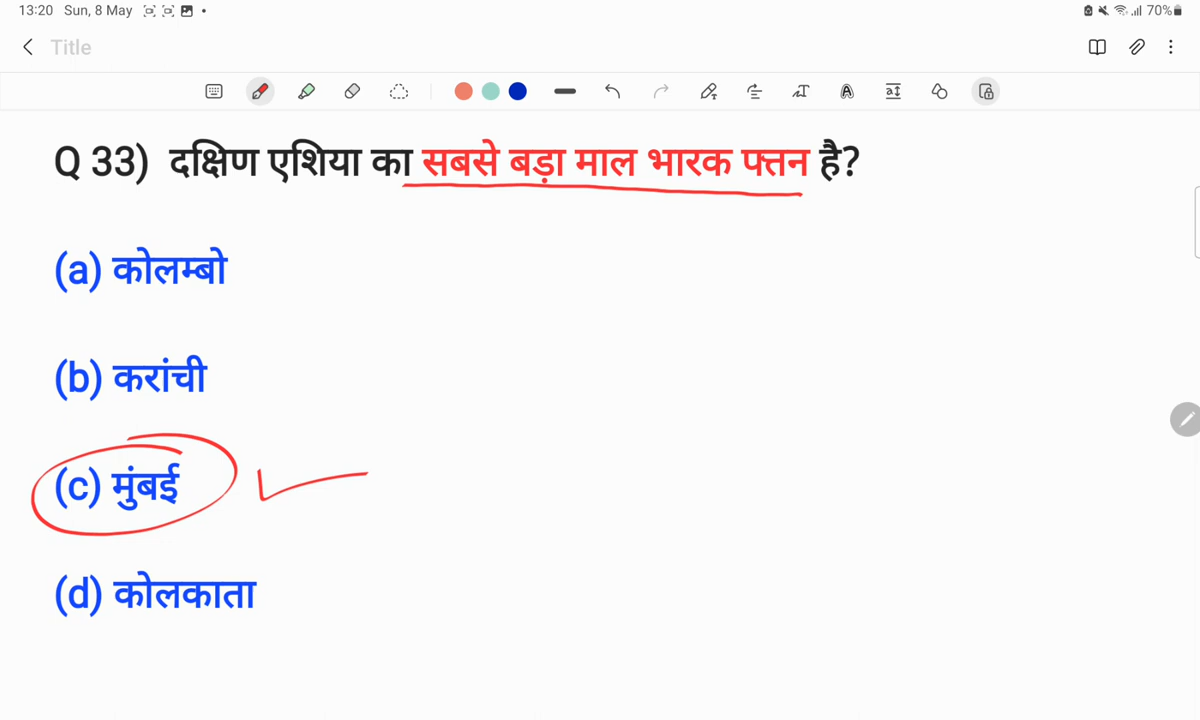 13:20 Sun, 8 May 70%
Title
Q 33) दक्षिण एशिया का सबसे बड़ा माल भारक फ्तन है?
(a) कोलम्बो
(b) करांची
(c) मुंबई
(d) कोलकाता